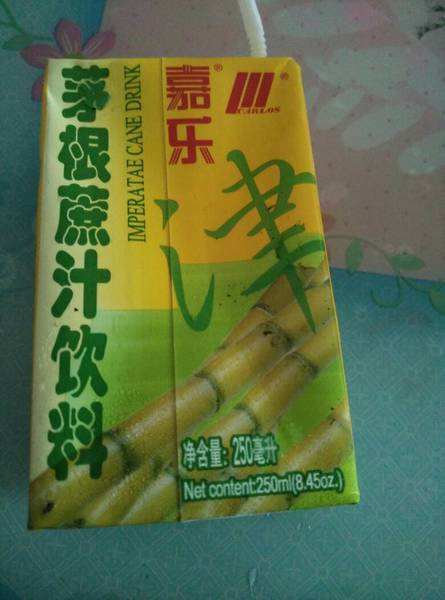 茅根蔗汁饮料
IMPERATAE CANE DRINK
嘉乐®
CARLOS®
津
净含量：250毫升
Net content:250ml(8.45oz.)